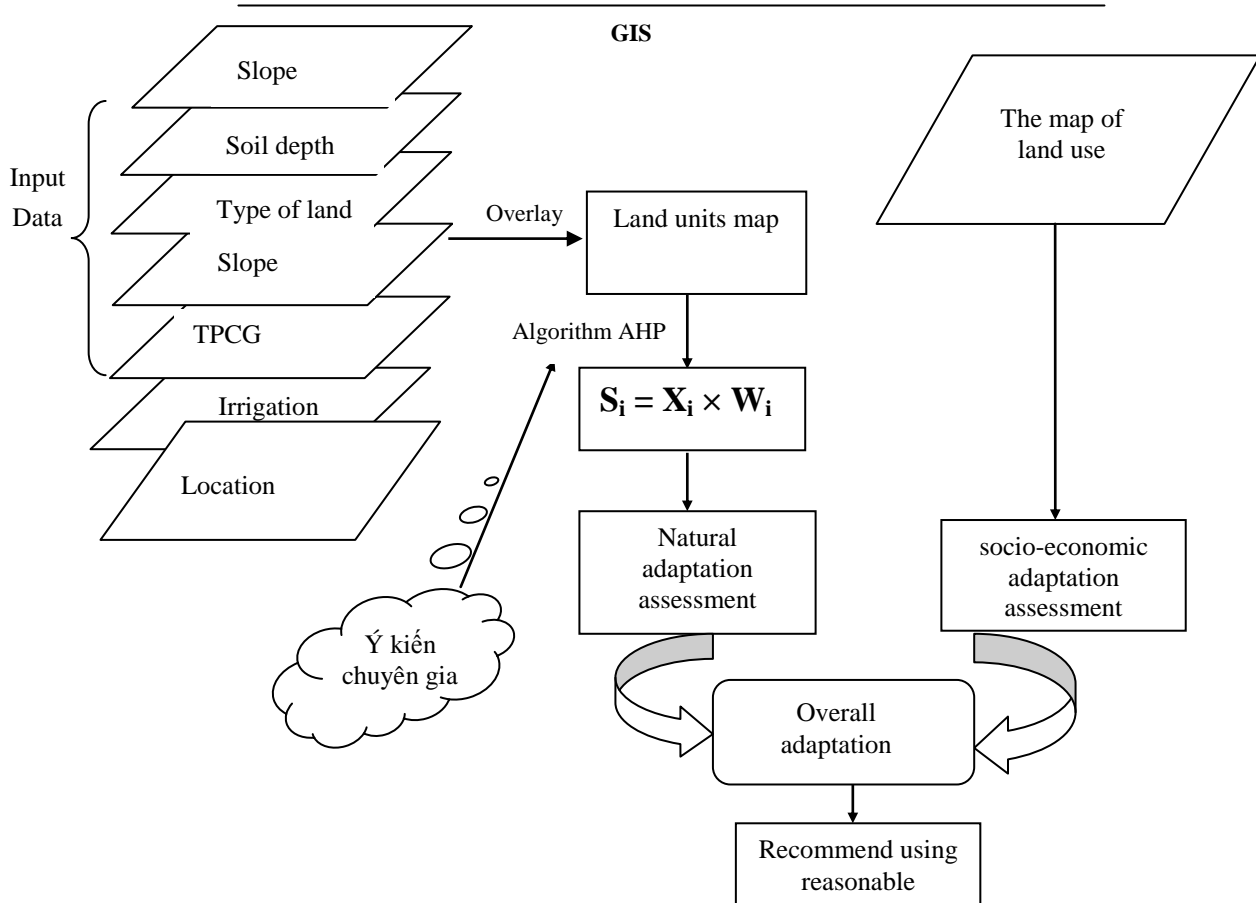 GIS
Slope
Soil depth
Type of land
Slope
TPCG
Irrigation
Location
Input
Data
Overlay
Land units map
Algorithm AHP
Sᵢ = Xᵢ × Wᵢ
Ý kiến
chuyên gia
Natural
adaptation
assessment
The map of
land use
socio-economic
adaptation
assessment
Overall
adaptation
Recommend using
reasonable